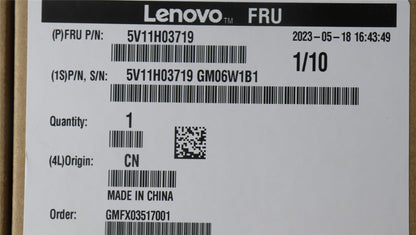 Lenovo™ FRU
(P)FRU P/N: 5V11H03719 2023-05-18 16:43:49
1/10
(1S)P/N, S/N: 5V11H03719 GM06W1B1
Quantity: 1
(4L)Origin: CN
MADE IN CHINA
Order: GMFX03517001